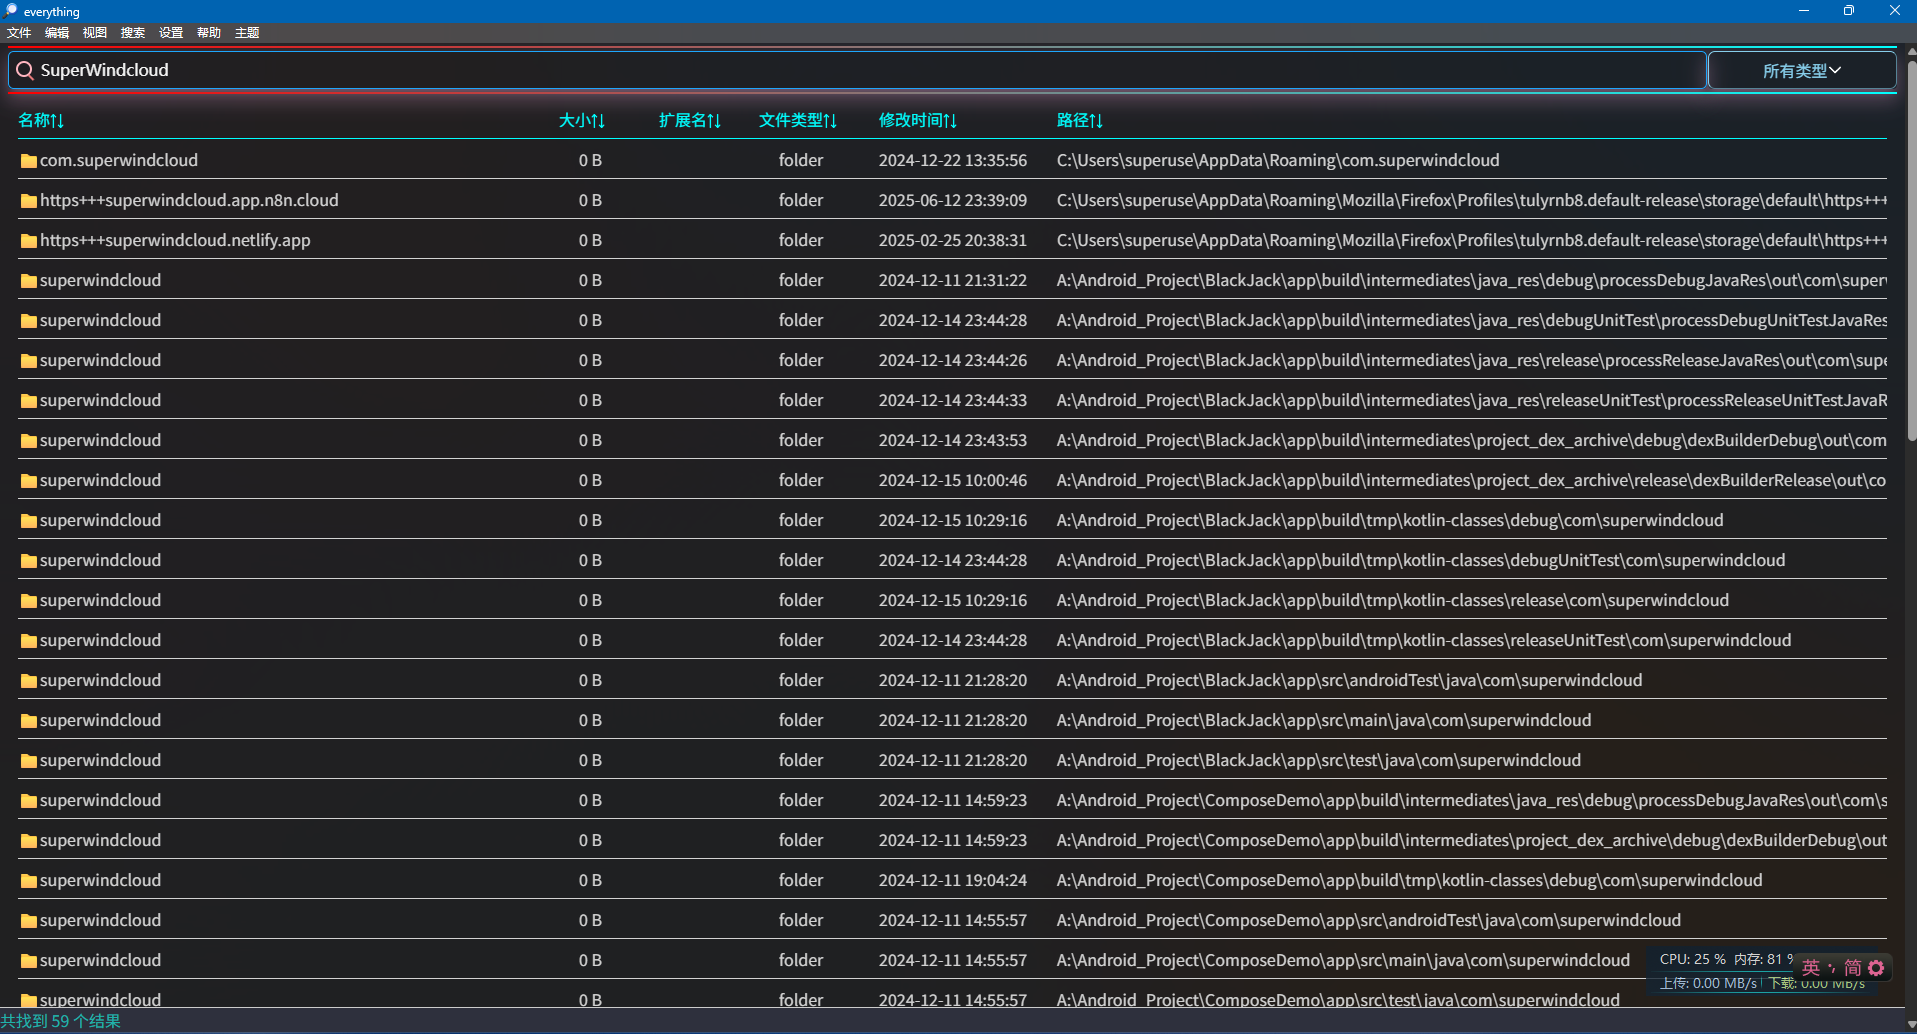 everything
文件 编辑 视图 搜索 设置 帮助 主题
SuperWindcloud 所有类型
名称↑↓ 大小↑↓ 扩展名↑↓ 文件类型↑↓ 修改时间↑↓ 路径↑↓
com.superwindcloud 0 B folder 2024-12-22 13:35:56 C:\Users\superuse\AppData\Roaming\com.superwindcloud
https+++superwindcloud.app.n8n.cloud 0 B folder 2025-06-12 23:39:09 C:\Users\superuse\AppData\Roaming\Mozilla\Firefox\Profiles\tulyrnb8.default-release\storage\default\https+++
https+++superwindcloud.netlify.app 0 B folder 2025-02-25 20:38:31 C:\Users\superuse\AppData\Roaming\Mozilla\Firefox\Profiles\tulyrnb8.default-release\storage\default\https+++
superwindcloud 0 B folder 2024-12-11 21:31:22 A:\Android_Project\BlackJack\app\build\intermediates\java_res\debug\processDebugJavaRes\out\com\super
superwindcloud 0 B folder 2024-12-14 23:44:28 A:\Android_Project\BlackJack\app\build\intermediates\java_res\debugUnitTest\processDebugUnitTestJavaRes
superwindcloud 0 B folder 2024-12-14 23:44:26 A:\Android_Project\BlackJack\app\build\intermediates\java_res\release\processReleaseJavaRes\out\com\supe
superwindcloud 0 B folder 2024-12-14 23:44:33 A:\Android_Project\BlackJack\app\build\intermediates\java_res\releaseUnitTest\processReleaseUnitTestJavaR
superwindcloud 0 B folder 2024-12-14 23:43:53 A:\Android_Project\BlackJack\app\build\intermediates\project_dex_archive\debug\dexBuilderDebug\out\com
superwindcloud 0 B folder 2024-12-15 10:00:46 A:\Android_Project\BlackJack\app\build\intermediates\project_dex_archive\release\dexBuilderRelease\out\co
superwindcloud 0 B folder 2024-12-15 10:29:16 A:\Android_Project\BlackJack\app\build\tmp\kotlin-classes\debug\com\superwindcloud
superwindcloud 0 B folder 2024-12-14 23:44:28 A:\Android_Project\BlackJack\app\build\tmp\kotlin-classes\debugUnitTest\com\superwindcloud
superwindcloud 0 B folder 2024-12-15 10:29:16 A:\Android_Project\BlackJack\app\build\tmp\kotlin-classes\release\com\superwindcloud
superwindcloud 0 B folder 2024-12-14 23:44:28 A:\Android_Project\BlackJack\app\build\tmp\kotlin-classes\releaseUnitTest\com\superwindcloud
superwindcloud 0 B folder 2024-12-11 21:28:20 A:\Android_Project\BlackJack\app\src\androidTest\java\com\superwindcloud
superwindcloud 0 B folder 2024-12-11 21:28:20 A:\Android_Project\BlackJack\app\src\main\java\com\superwindcloud
superwindcloud 0 B folder 2024-12-11 21:28:20 A:\Android_Project\BlackJack\app\src\test\java\com\superwindcloud
superwindcloud 0 B folder 2024-12-11 14:59:23 A:\Android_Project\ComposeDemo\app\build\intermediates\java_res\debug\processDebugJavaRes\out\com\s
superwindcloud 0 B folder 2024-12-11 14:59:23 A:\Android_Project\ComposeDemo\app\build\intermediates\project_dex_archive\debug\dexBuilderDebug\out
superwindcloud 0 B folder 2024-12-11 19:04:24 A:\Android_Project\ComposeDemo\app\build\tmp\kotlin-classes\debug\com\superwindcloud
superwindcloud 0 B folder 2024-12-11 14:55:57 A:\Android_Project\ComposeDemo\app\src\androidTest\java\com\superwindcloud
superwindcloud 0 B folder 2024-12-11 14:55:57 A:\Android_Project\ComposeDemo\app\src\main\java\com\superwindcloud
superwindcloud 0 B folder 2024-12-11 14:55:57 A:\Android_Project\ComposeDemo\app\src\test\java\com\superwindcloud
CPU: 25 % 内存: 81 %
英 简
上传: 0.00 MB/s 下载: 0.00 MB/s
共找到 59 个结果